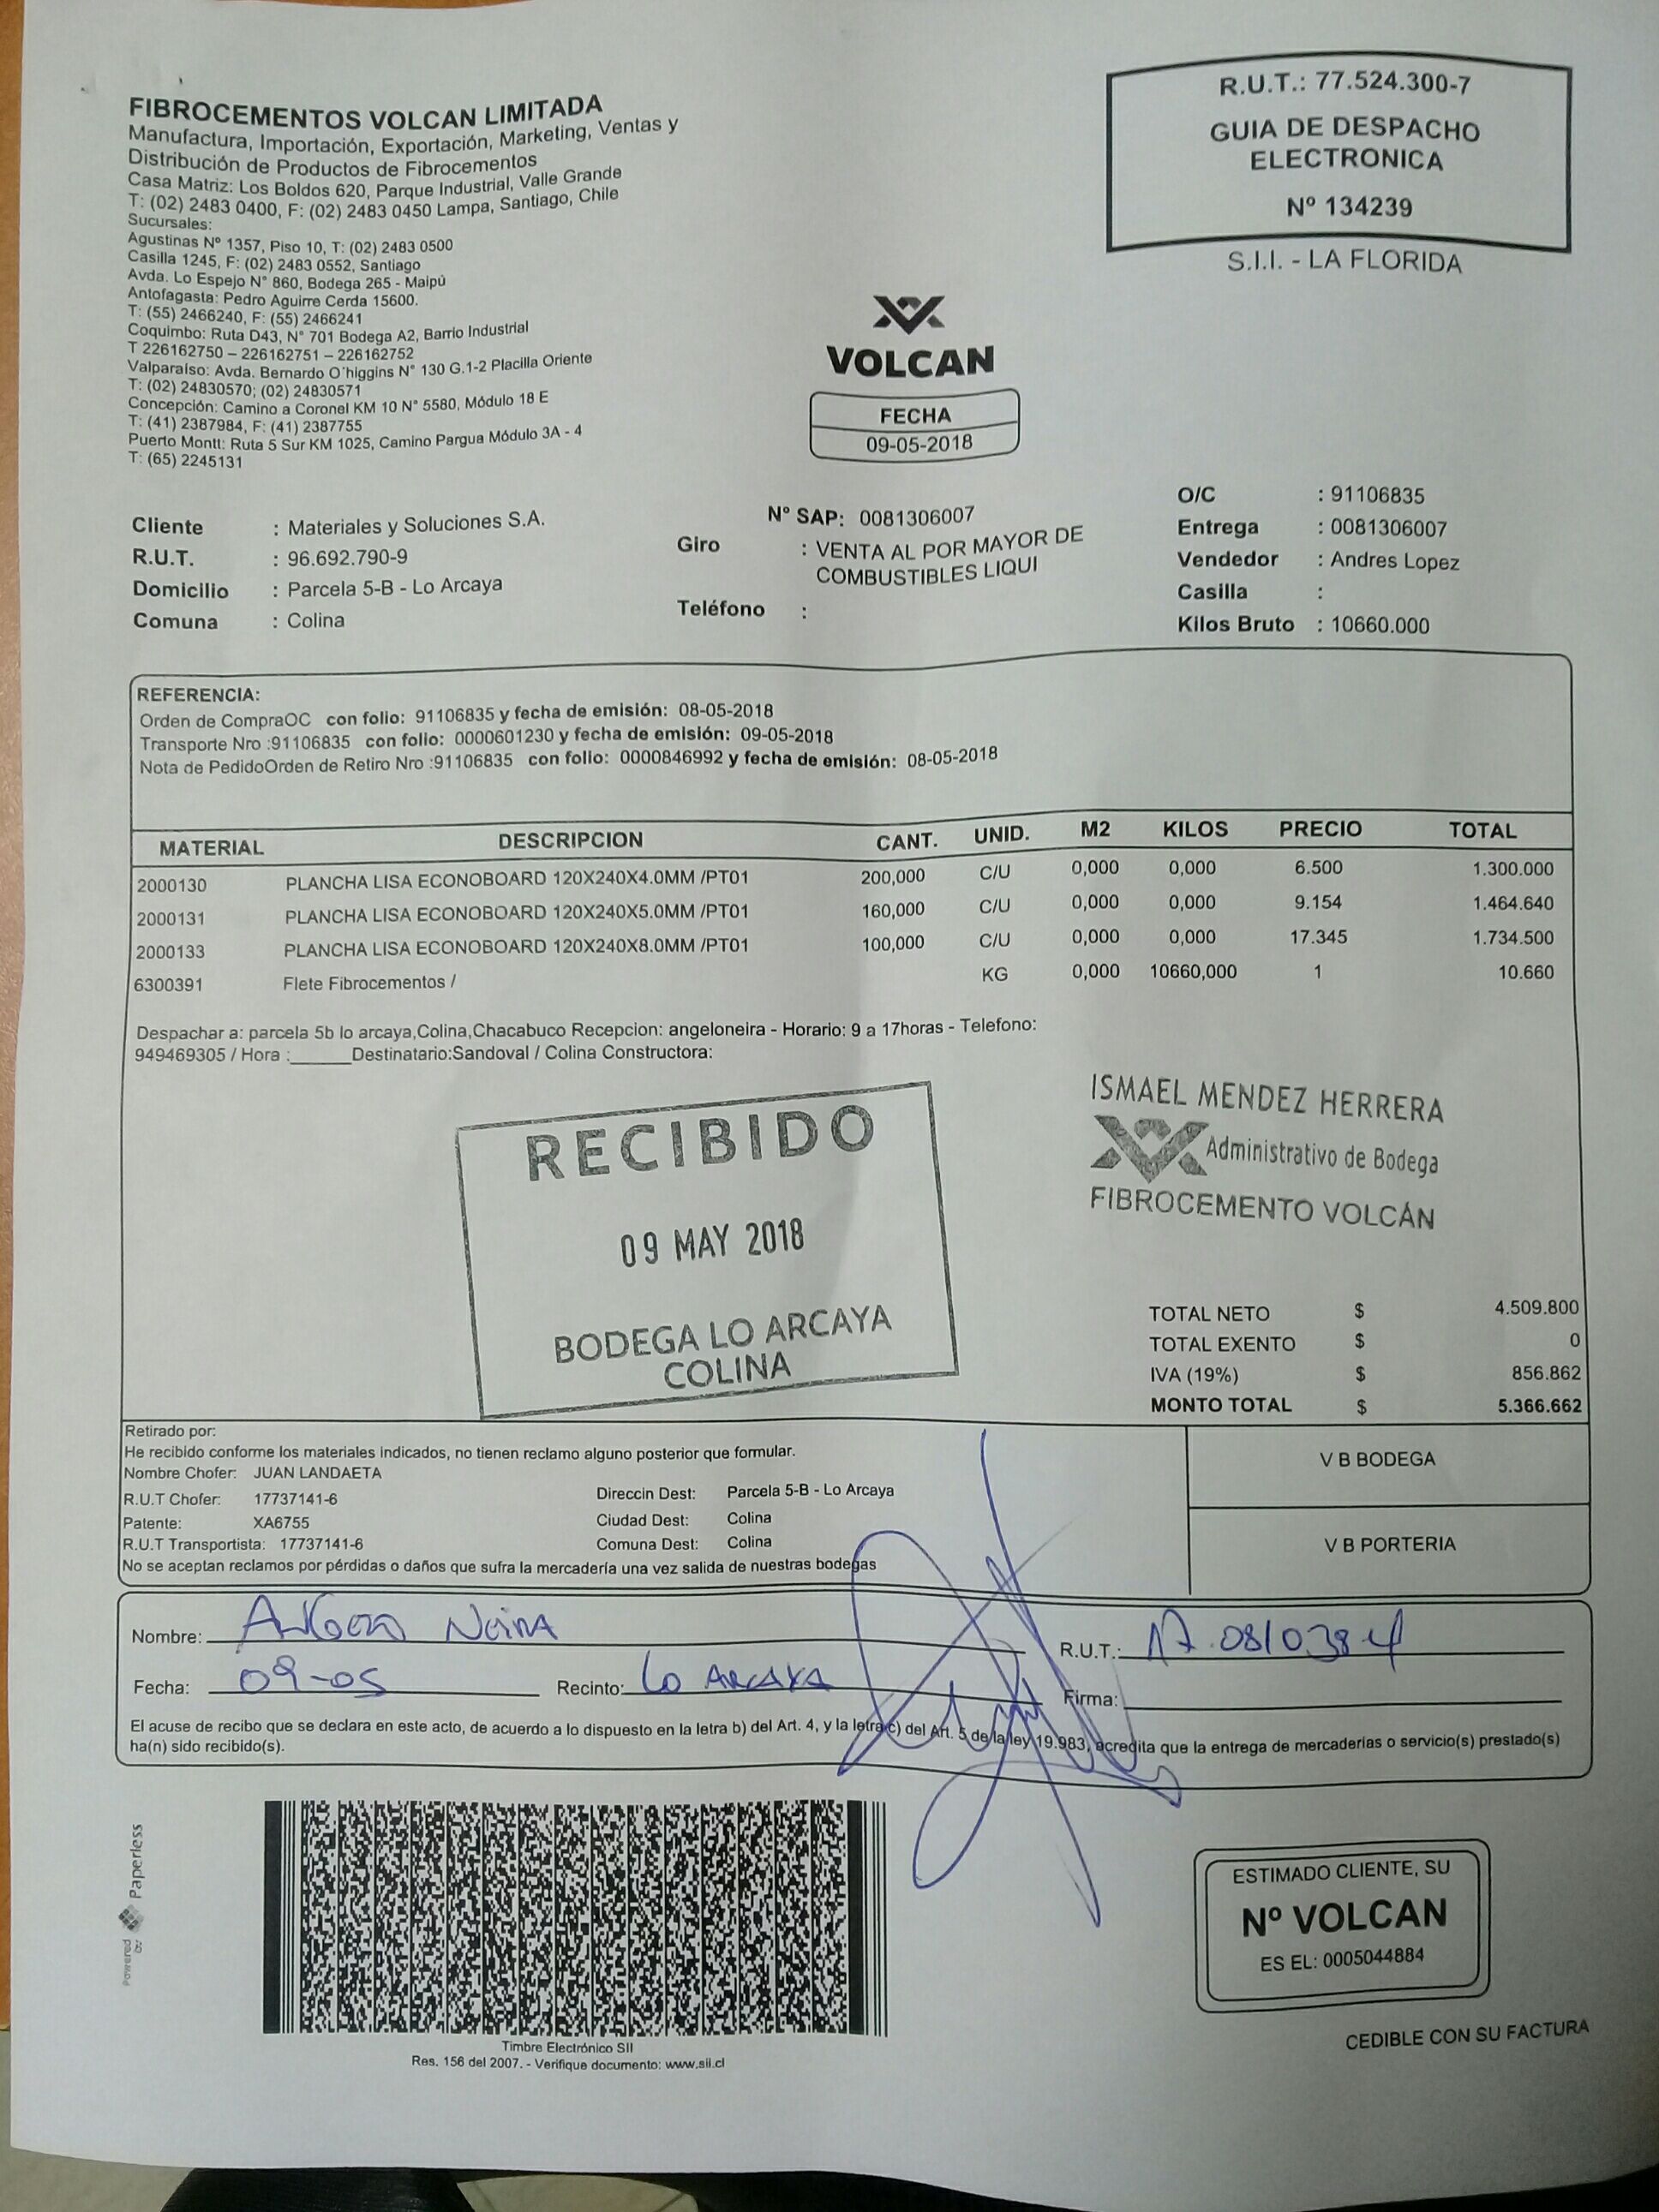 FIBROCEMENTOS VOLCAN LIMITADA
Manufactura, Importación, Exportación, Marketing, Ventas y
Distribución de Productos de Fibrocementos
Casa Matriz: Los Boldos 620, Parque Industrial, Valle Grande
T: (02) 2483 0400, F: (02) 2483 0450 Lampa, Santiago, Chile
Sucursales:
Agustinas Nº 1357, Piso 10, T: (02) 2483 0500
Casilla 1245, F: (02) 2483 0552, Santiago
Avda. Lo Espejo N° 860, Bodega 265 - Maipú
Antofagasta: Pedro Aguirre Cerda 15600.
T: (55) 2466240, F: (55) 2466241
Coquimbo: Ruta D43, N° 701 Bodega A2, Barrio Industrial
T 226162750 – 226162751 – 226162752
Valparaiso: Avda. Bernardo O'higgins N° 130 G.1-2 Placilla Oriente
T: (02) 24830570; (02) 24830571
Concepción: Camino a Coronel KM 10 N° 5580, Módulo 18 E
T: (41) 2387984, F: (41) 2387755
Puerto Montt: Ruta 5 Sur KM 1025, Camino Pargua Módulo 3A - 4
T: (65) 2245131
R.U.T.: 77.524.300-7
GUIA DE DESPACHO
ELECTRONICA
Nº 134239
S.I.I. - LA FLORIDA
VOLCAN
FECHA
09-05-2018
Cliente : Materiales y Soluciones S.A.
R.U.T. : 96.692.790-9
Domicilio : Parcela 5-B - Lo Arcaya
Comuna : Colina
N° SAP: 0081306007
Giro : VENTA AL POR MAYOR DE
COMBUSTIBLES LIQUI
Teléfono :
O/C : 91106835
Entrega : 0081306007
Vendedor : Andres Lopez
Casilla :
Kilos Bruto : 10660.000
REFERENCIA:
Orden de CompraOC con folio: 91106835 y fecha de emisión: 08-05-2018
Transporte Nro :91106835 con folio: 0000601230 y fecha de emisión: 09-05-2018
Nota de PedidoOrden de Retiro Nro :91106835 con folio: 0000846992 y fecha de emisión: 08-05-2018
MATERIAL DESCRIPCION CANT. UNID. M2 KILOS PRECIO TOTAL
2000130 PLANCHA LISA ECONOBOARD 120X240X4.0MM /PT01 200,000 C/U 0,000 0,000 6.500 1.300.000
2000131 PLANCHA LISA ECONOBOARD 120X240X5.0MM /PT01 160,000 C/U 0,000 0,000 9.154 1.464.640
2000133 PLANCHA LISA ECONOBOARD 120X240X8.0MM /PT01 100,000 C/U 0,000 0,000 17.345 1.734.500
6300391 Flete Fibrocementos / KG 0,000 10660,000 1 10.660
Despachar a: parcela 5b lo arcaya,Colina,Chacabuco Recepcion: angeloneira - Horario: 9 a 17horas - Telefono:
949469305 / Hora :______Destinatario:Sandoval / Colina Constructora:
RECIBIDO
09 MAY 2018
BODEGA LO ARCAYA
COLINA
ISMAEL MENDEZ HERRERA
Administrativo de Bodega
FIBROCEMENTO VOLCÁN
TOTAL NETO $ 4.509.800
TOTAL EXENTO $ 0
IVA (19%) $ 856.862
MONTO TOTAL $ 5.366.662
Retirado por:
He recibido conforme los materiales indicados, no tienen reclamo alguno posterior que formular.
Nombre Chofer: JUAN LANDAETA
R.U.T Chofer: 17737141-6
Patente: XA6755
R.U.T Transportista: 17737141-6
Direccin Dest: Parcela 5-B - Lo Arcaya
Ciudad Dest: Colina
Comuna Dest: Colina
No se aceptan reclamos por pérdidas o daños que sufra la mercadería una vez salida de nuestras bodegas
V B BODEGA
V B PORTERIA
Nombre: Angelo Neira
R.U.T.: 17.081038-4
Fecha: 09-05 Recinto: Lo Arcaya Firma:
El acuse de recibo que se declara en este acto, de acuerdo a lo dispuesto en la letra b) del Art. 4, y la letra c) del Art. 5 de la ley 19.983, acredita que la entrega de mercaderías o servicio(s) prestado(s)
ha(n) sido recibido(s).
Powered by Paperless
Timbre Electrónico SII
Res. 156 del 2007. - Verifique documento: www.sii.cl
ESTIMADO CLIENTE, SU
Nº VOLCAN
ES EL: 0005044884
CEDIBLE CON SU FACTURA